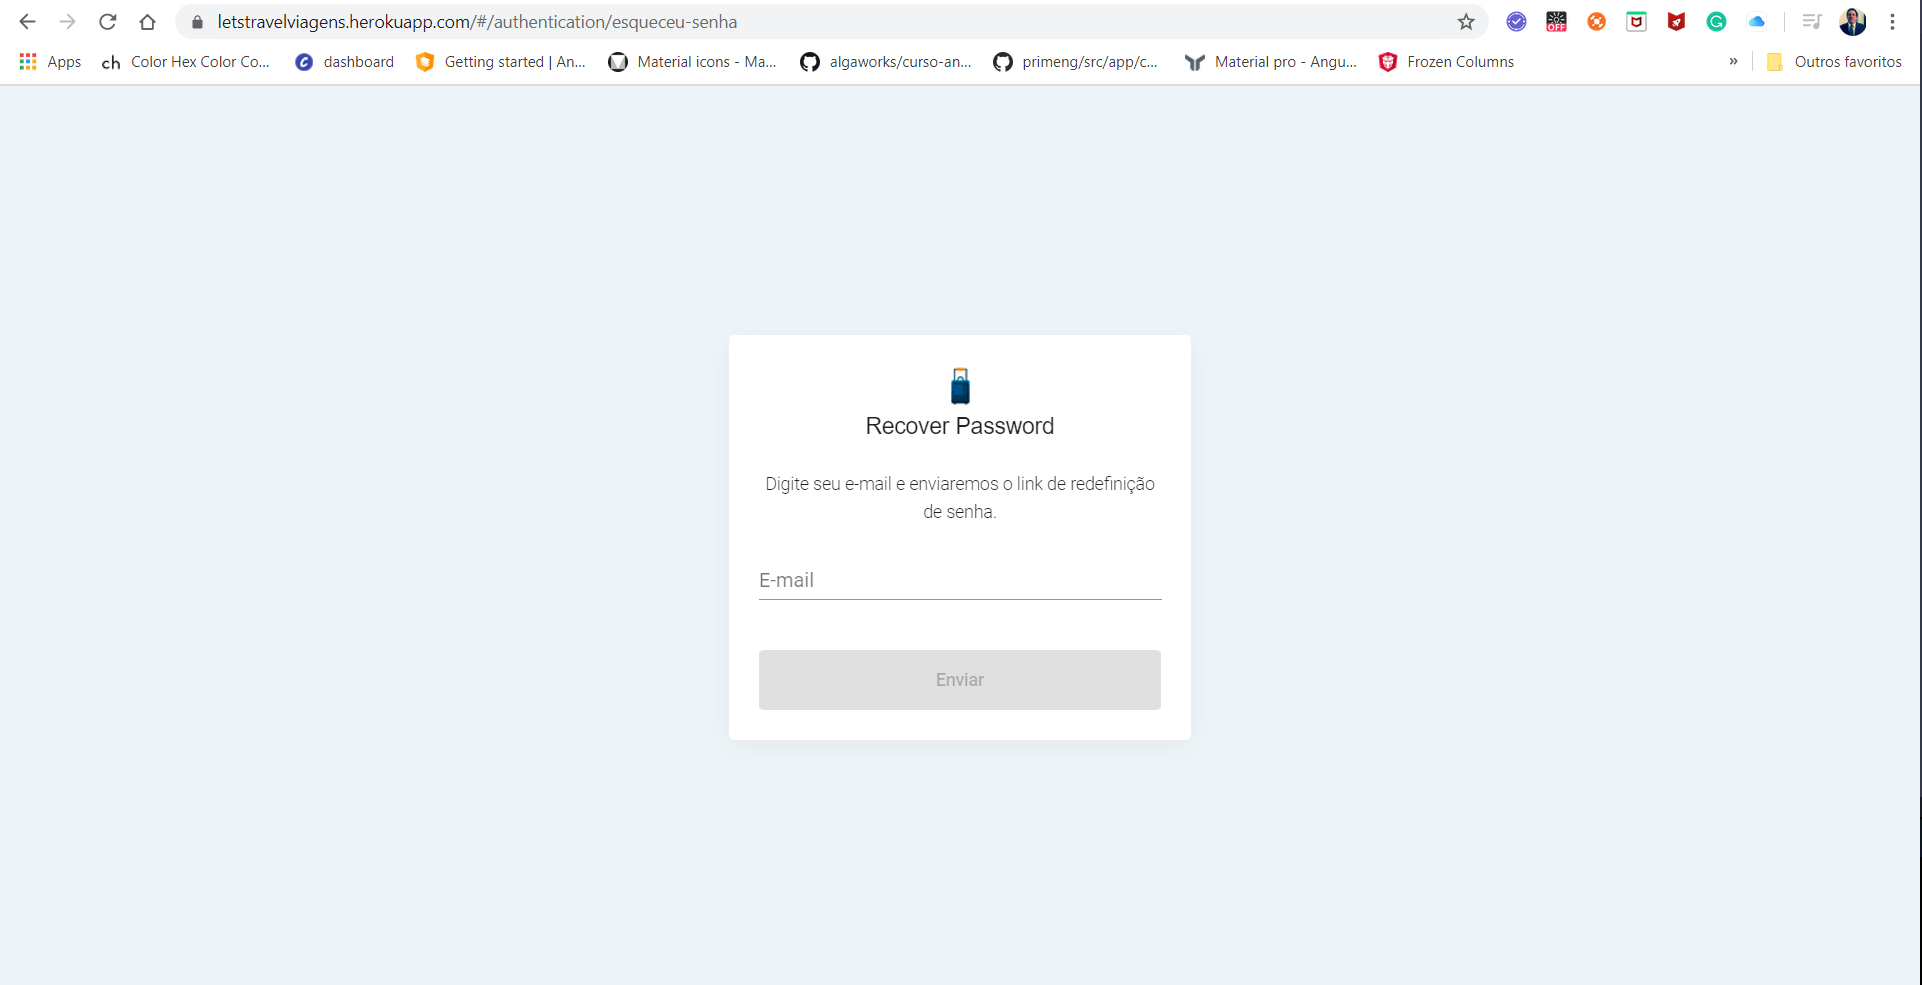 letstravelviagens.herokuapp.com/#/authentication/esqueceu-senha
OFF
Apps ch Color Hex Color Co... dashboard Getting started | An... Material icons - Ma... algaworks/curso-an... primeng/src/app/c... Material pro - Angu... Frozen Columns » Outros favoritos
Recover Password
Digite seu e-mail e enviaremos o link de redefinição
de senha.
E-mail
Enviar